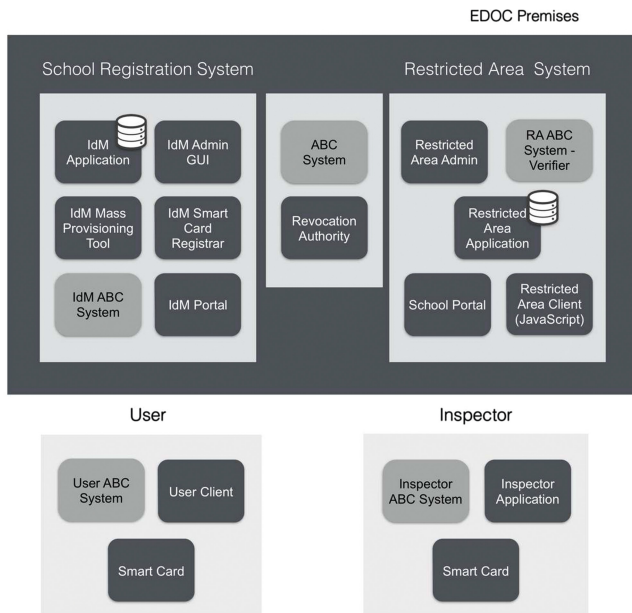 EDOC Premises
School Registration System
Restricted Area System
IdM
Application
IdM Admin
GUI
IdM Mass
Provisioning
Tool
IdM Smart
Card
Registrar
IdM ABC
System
IdM Portal
ABC
System
Revocation
Authority
Restricted
Area Admin
RA ABC
System -
Verifier
Restricted
Area
Application
School Portal
Restricted
Area Client
(JavaScript)
User
User ABC
System
User Client
Smart Card
Inspector
Inspector
ABC System
Inspector
Application
Smart Card